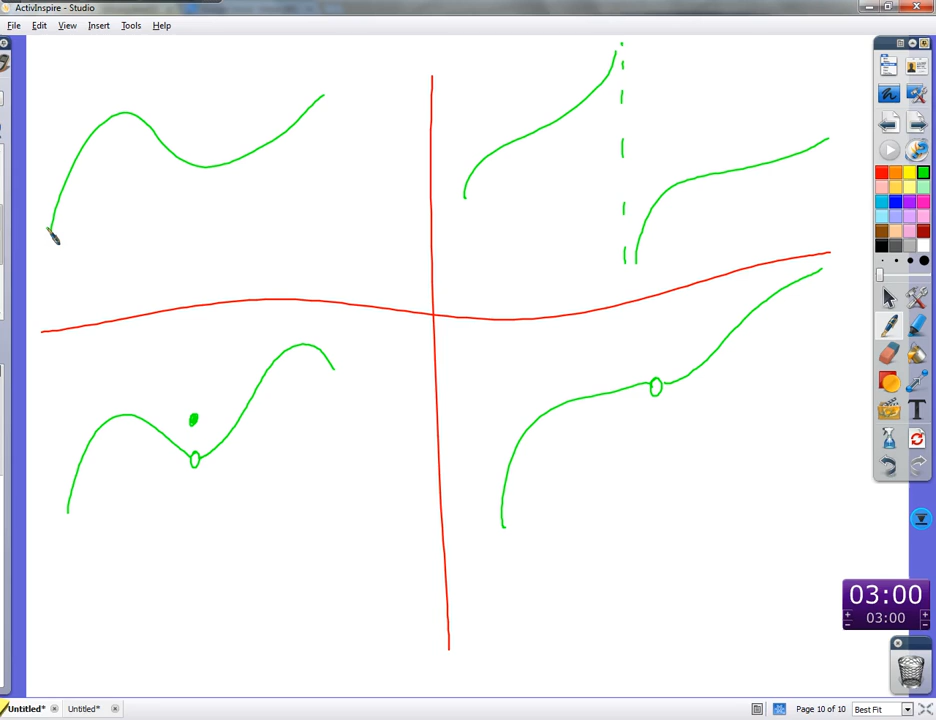 ActivInspire - Studio
File Edit View Insert Tools Help
03:00
03:00
Untitled* Untitled* Page 10 of 10 Best Fit